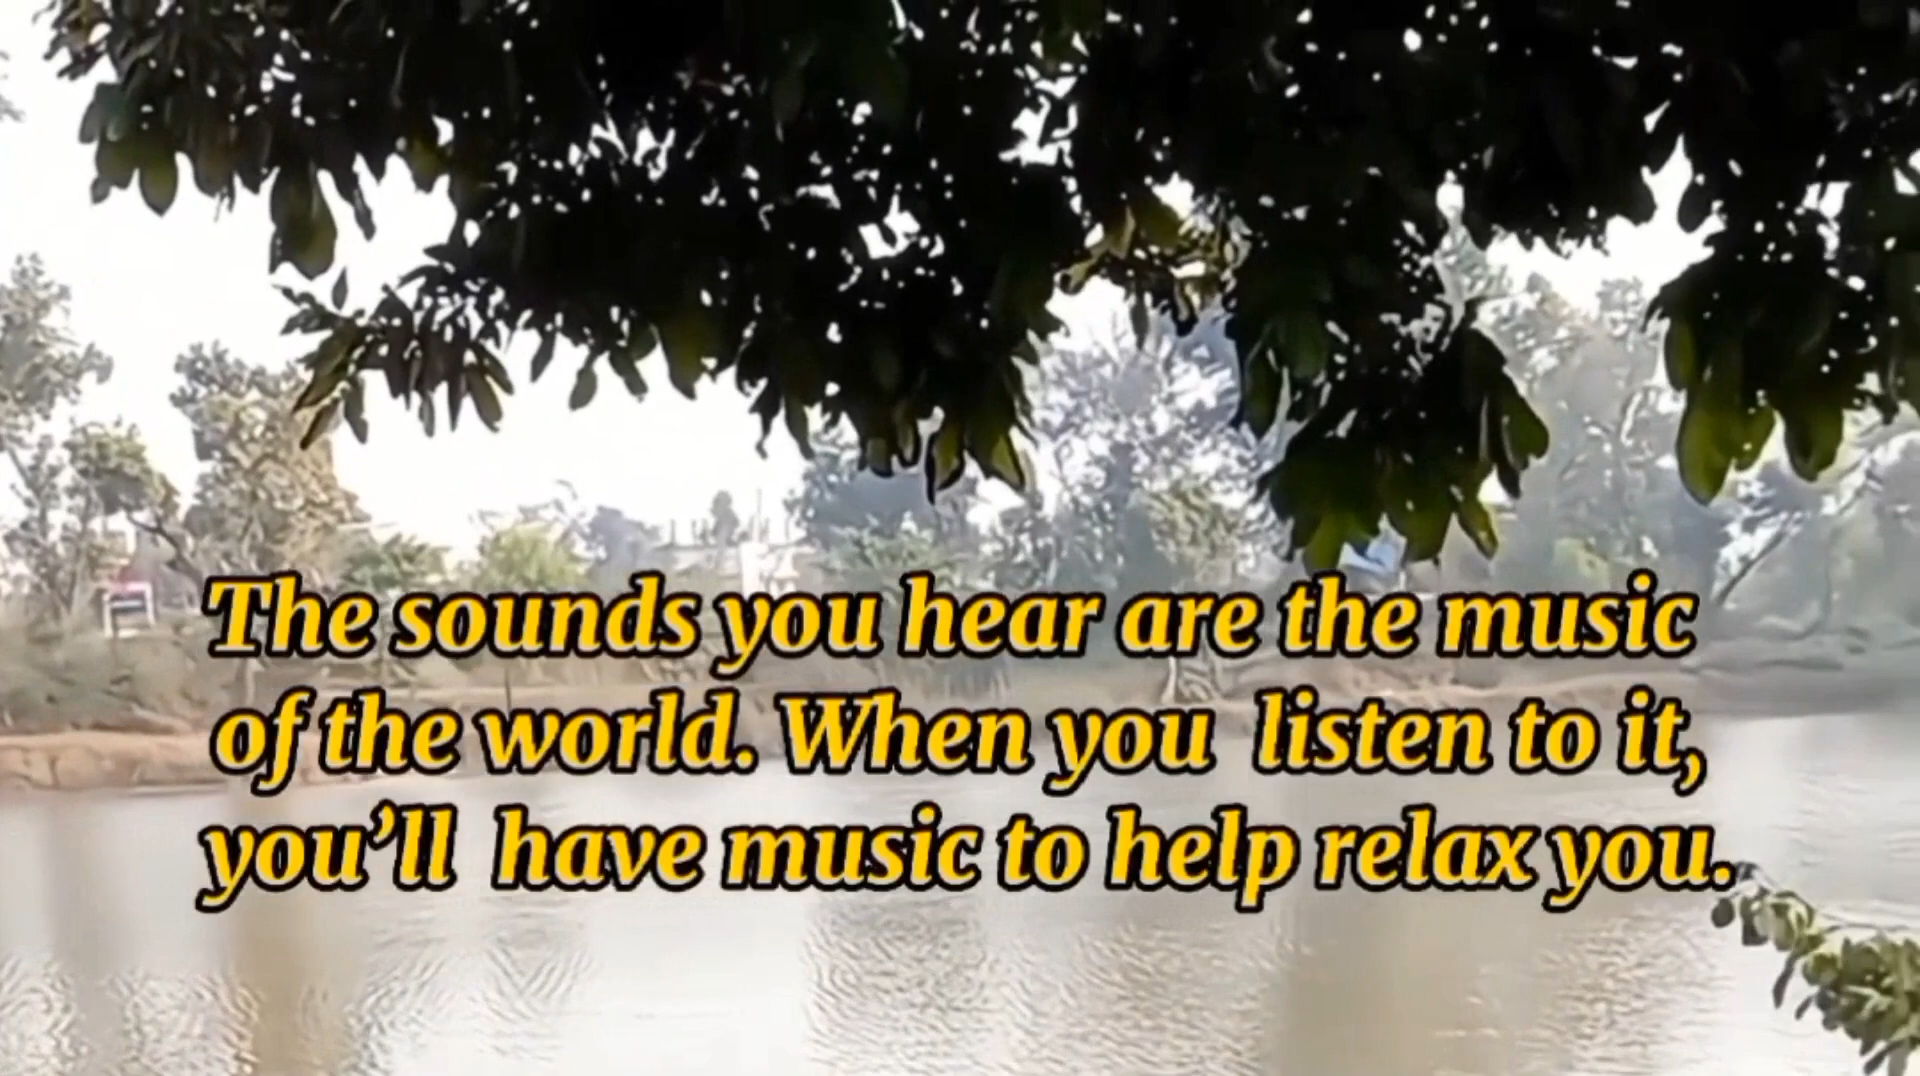 The sounds you hear are the music
of the world. When you  listen to it,
you’ll  have music to help relax you.